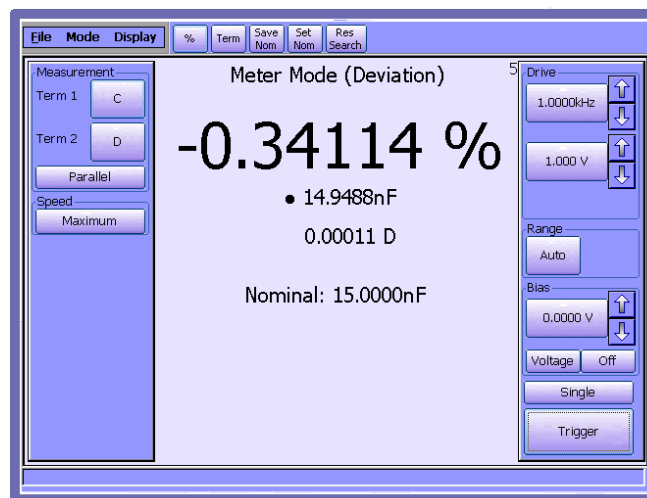 File Mode Display % Term Save Nom Set Nom Res Search
Measurement
Term 1 C
Term 2 D
Parallel
Speed
Maximum
Meter Mode (Deviation) 5
-0.34114 %
• 14.9488nF
0.00011 D
Nominal: 15.0000nF
Drive
1.0000kHz
1.000 V
Range
Auto
Bias
0.0000 V
Voltage Off
Single
Trigger